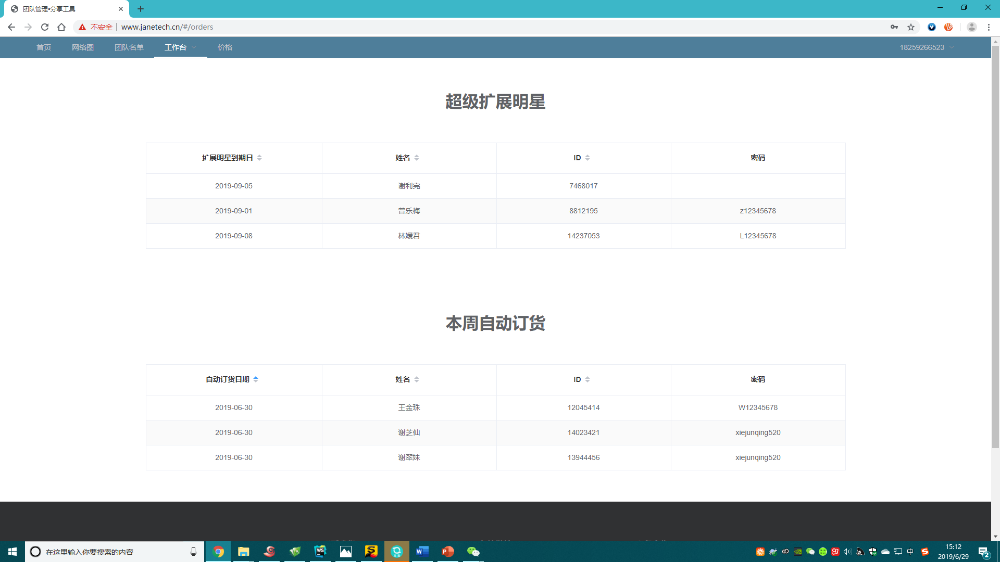 团队管理•分享工具
不安全 www.janetech.cn/#/orders
首页 网络图 团队名单 工作台 价格 18259266523
超级扩展明星
扩展明星到期日 姓名 ID 密码
2019-09-05 谢利完 7468017
2019-09-01 曾乐梅 8812195 z12345678
2019-09-08 林嫒君 14237053 L12345678
本周自动订货
自动订货日期 姓名 ID 密码
2019-06-30 王金珠 12045414 W12345678
2019-06-30 谢芝仙 14023421 xiejunqing520
2019-06-30 谢翠妹 13944456 xiejunqing520
在这里输入你要搜索的内容
中
15:12
2019/6/29
2